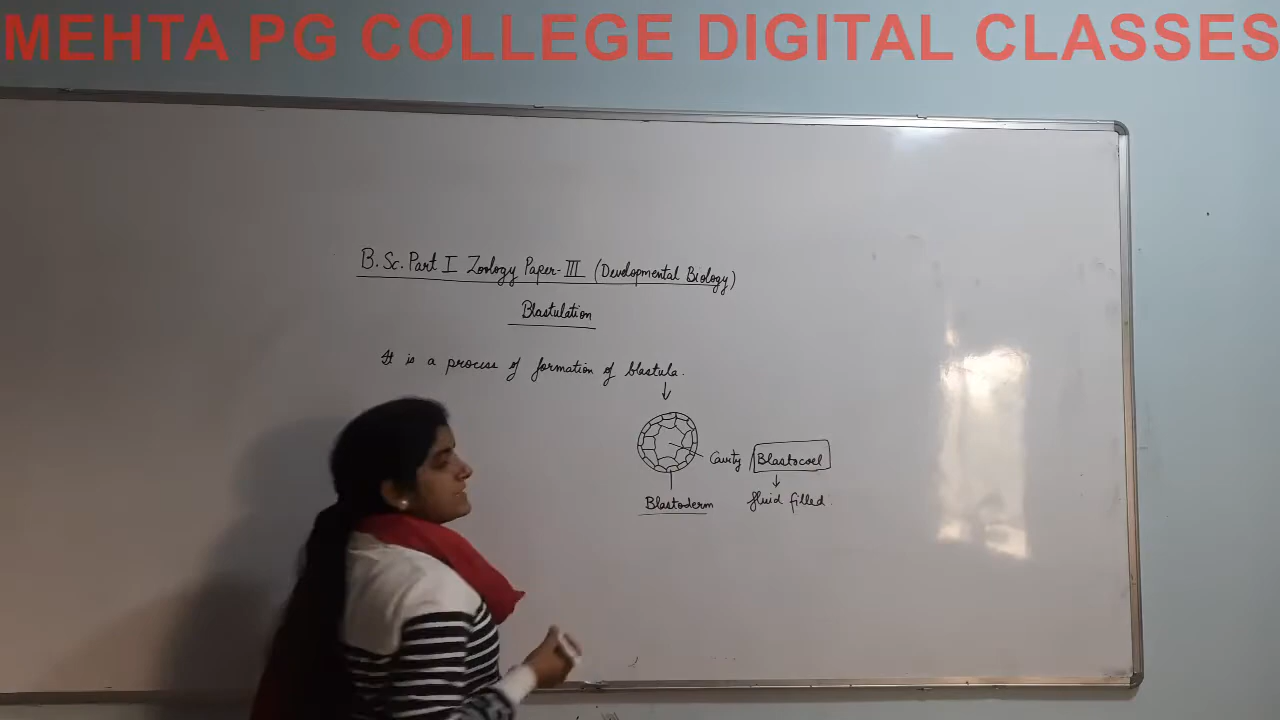 MEHTA PG COLLEGE DIGITAL CLASSES
B.Sc. Part I Zoology Paper-III (Developmental Biology)
Blastulation
It is a process of formation of blastula.
Cavity / Blastocoel
Blastoderm
fluid filled.